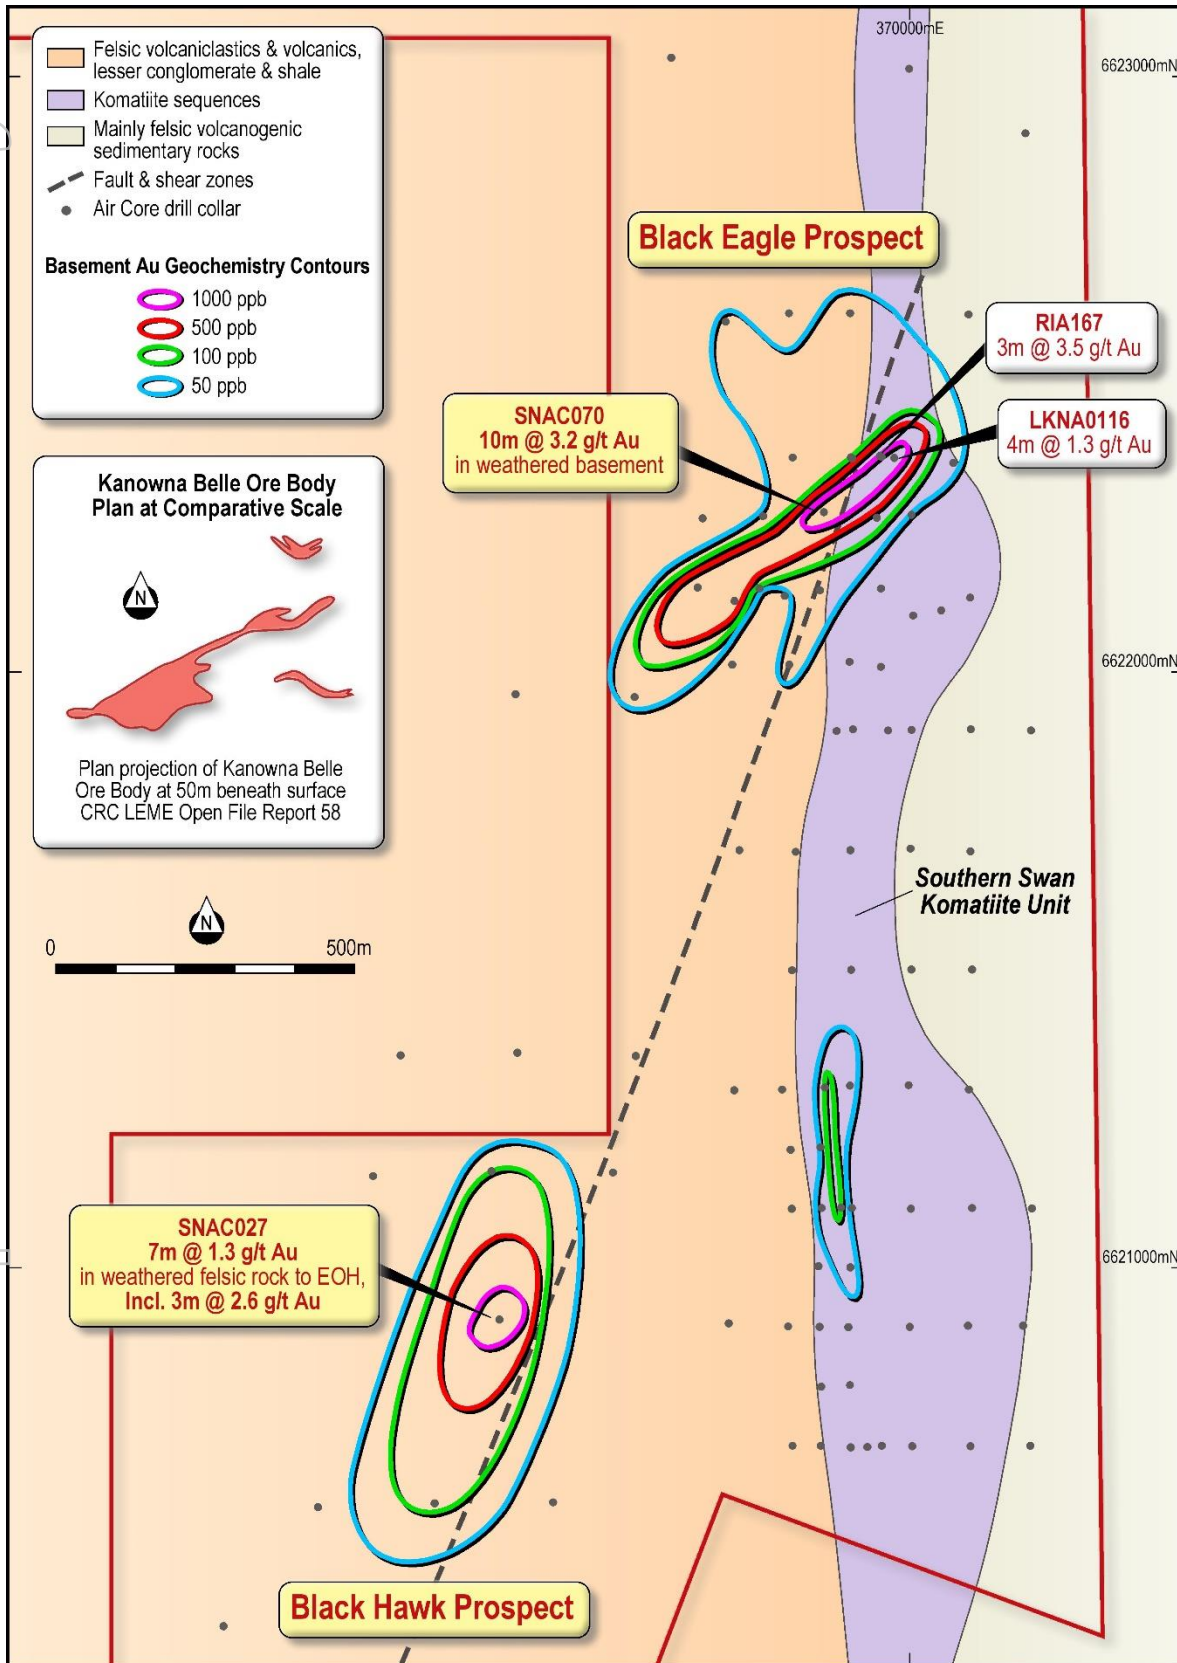 370000mE
6623000mN
Felsic volcaniclastics & volcanics,
lesser conglomerate & shale
Komatiite sequences
Mainly felsic volcanogenic
sedimentary rocks
Fault & shear zones
Air Core drill collar
Basement Au Geochemistry Contours
1000 ppb
500 ppb
100 ppb
50 ppb
Black Eagle Prospect
RIA167
3m @ 3.5 g/t Au
SNAC070
10m @ 3.2 g/t Au
in weathered basement
LKNA0116
4m @ 1.3 g/t Au
Kanowna Belle Ore Body
Plan at Comparative Scale
N
Plan projection of Kanowna Belle
Ore Body at 50m beneath surface
CRC LEME Open File Report 58
6622000mN
Southern Swan
Komatiite Unit
N
0 500m
SNAC027
7m @ 1.3 g/t Au
in weathered felsic rock to EOH,
Incl. 3m @ 2.6 g/t Au
6621000mN
Black Hawk Prospect